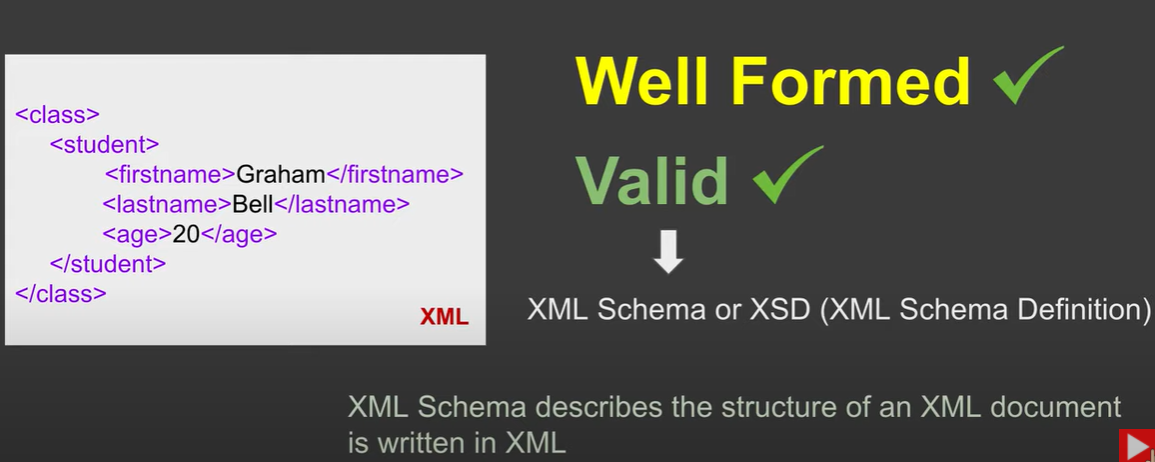 <class>
<student>
<firstname>Graham</firstname>
<lastname>Bell</lastname>
<age>20</age>
</student>
</class>
XML
Well Formed
Valid
XML Schema or XSD (XML Schema Definition)
XML Schema describes the structure of an XML document
is written in XML